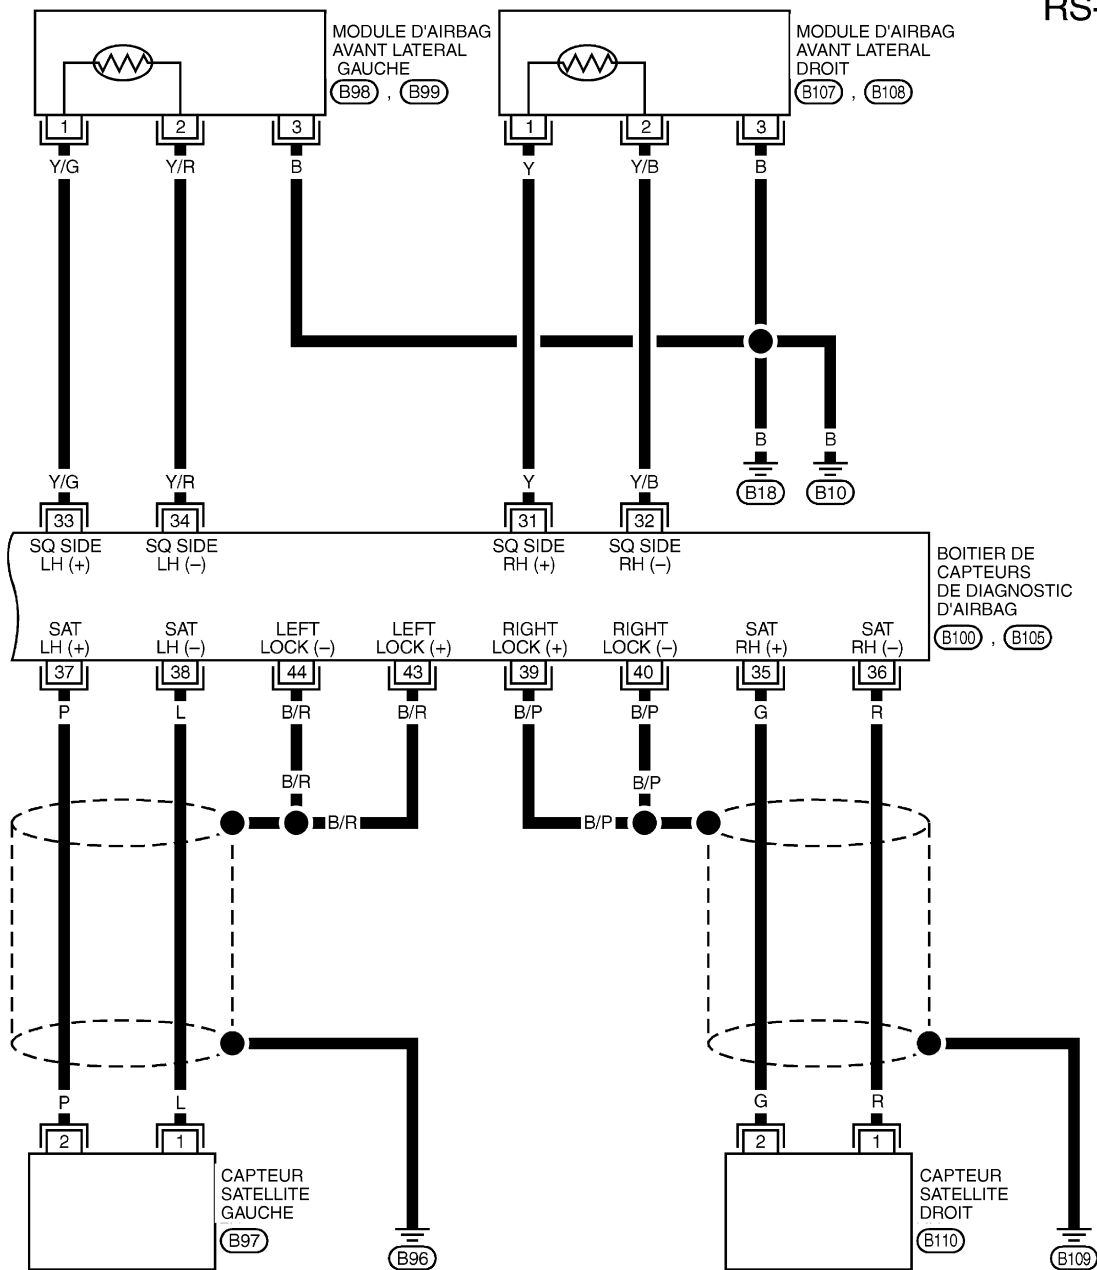 RS-
MODULE D'AIRBAG
AVANT LATERAL
GAUCHE
B98 , B99
MODULE D'AIRBAG
AVANT LATERAL
DROIT
B107 , B108
1 2 3 1 2 3
Y/G Y/R B Y Y/B B
B B
Y/G Y/R Y Y/B
B18 B10
33 34 31 32
SQ SIDE
LH (+)
SQ SIDE
LH (–)
SQ SIDE
RH (+)
SQ SIDE
RH (–)
BOITIER DE
CAPTEURS
DE DIAGNOSTIC
D'AIRBAG
B100 , B105
SAT
LH (+)
SAT
LH (–)
LEFT
LOCK (–)
LEFT
LOCK (+)
RIGHT
LOCK (+)
RIGHT
LOCK (–)
SAT
RH (+)
SAT
RH (–)
37 38 44 43 39 40 35 36
P L B/R B/R B/P B/P G R
B/R B/P
B/R B/P
P L G R
2 1 2 1
CAPTEUR
SATELLITE
GAUCHE
B97
B96
CAPTEUR
SATELLITE
DROIT
B110
B109